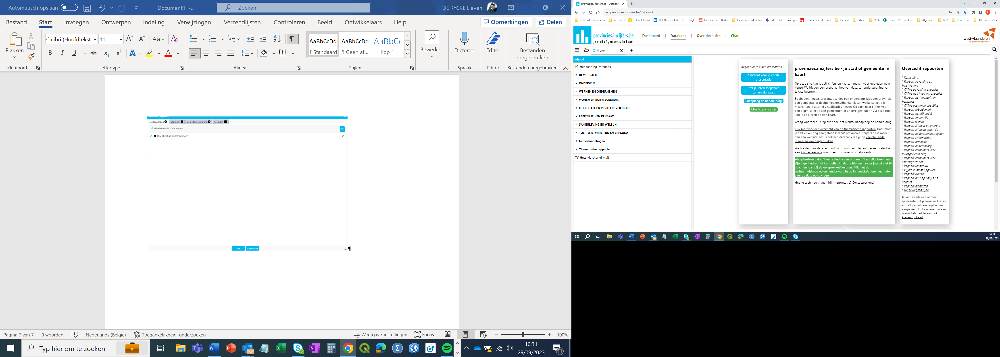 Automatisch opslaan
Document1 -...
Zoeken
DE RYCKE Lieven
Bestand Start Invoegen Ontwerpen Indeling Verwijzingen Verzendlijsten Controleren Beeld Ontwikkelaars Help
Opmerkingen
Delen
Plakken
Calibri (Hoofdtekst)
11
AaBbCcDd AaBbCcDd AaBbCc
¶ Standaard ¶ Geen af... Kop 1
Bewerken
Dicteren
Editor
Bestanden
hergebruiken
Klembord Lettertype Alinea Stijlen Spraak Editor Bestanden hergebruiken
Onderwerpen 1 Gebieden 1 Gebiedsvergelijking 2 Perioden 14
Geselecteerde onderwerpen
btw-plichtige ondernemingen
Ok Annuleren
¶
Pagina 7 van 7 0 woorden Nederlands (België) Toegankelijkheid: onderzoeken
Weergave-instellingen Focus 100%
Typ hier om te zoeken
10:31
29/09/2023
11
provincies.incijfers.be - Databan
provincies.incijfers.be/databank
Beheerde bookmarks accounts Telenet: Inbox Het Nieuwsblad Google Herbeluister - Radi... Geïmporteerd uit In... Microsoft Teams - p... extranet van de pro... Klimaat arbeid PinC Home - Provant Int... Algemeen KSZ Kbo » Alle bookmarks
provincies.incijfers.be
je stad of gemeente in kaart
Dashboard | Databank | Over deze site | Chat
west-vlaanderen
de gedreven provincie
Nieuw
Inhoud
Handleiding Databank
DEMOGRAFIE
ONDERWIJS
WERKEN EN ONDERNEMEN
WONEN EN RUIMTEGEBRUIK
MOBILITEIT EN VERKEERSVEILIGHEID
LEEFMILIEU EN KLIMAAT
SAMENLEVING EN WELZIJN
TOERISME, VRIJE TIJD EN ERFGOED
Gebiedsindelingen
Thematische rapporten
Hulp via chat of mail
Begin hier je eigen presentatie
Assistent voor je eerste
presentatie
Stel je interessegebied
samen via kaart
Raadpleeg de handleiding
Live hulp via chat
provincies.incijfers.be - je stad of gemeente in
kaart
Op deze site kan je zelf cijfers en kaarten maken voor gebieden naar
keuze. We bieden een breed aanbod van data, ter ondersteuning van
lokale besturen.
Begin een nieuwe presentatie, kies een onderwerp, kies een provincie,
een gemeente of deelgemeente. Afhankelijk van welke selectie je
maakt, kan je allerlei visualisaties kiezen. Op zoek naar cijfers voor
een eigen selectie aan gemeenten of andere gebieden? Via deze tool
kan je ze kiezen op een kaart.
Graag wat meer uitleg over hoe het werkt? Raadpleeg de handleiding.
Klik hier voor een overzicht van de thematische rapporten. Daar moet
je zelf enkel nog een gebied kiezen! provincies.incijfers.be is meer
dan een website, het is ook een databank die je op verschillende
manieren kan hergebruiken.
We breiden ons data-aanbod continu uit, en bieden hier een selectie
aan. Contacteer ons voor meer info over ons data-aanbod.
We gebruiken data uit een selectie aan bronnen. Maar elke bron heeft
zijn eigenheden. Het kan zelfs zijn dat je hier een ander jaartal ziet bij
de cijfers dan bij de oorspronkelijke bron. Klik met de
rechtermuisknop op een onderwerp in de inhoudstafel om meer info
over de data op te vragen.
Heb je toch nog vragen bij interpretatie? Contacteer ons!
Overzicht rapporten
* Kerncijfers
* Rapport bevolking en
huishoudens
* Cijfers bevolking opgelijst
* Cijfers huishoudens opgelijst
* Rapport nationaliteit en
herkomst
* Cijfers economie opgelijst
* Rapport arbeidsmarkt
* Rapport detailhandel
* Rapport onderwijs
* Rapport wonen
* Rapport klimaat en energie
* Rapport klimaatscenario's
* Rapport adaptatiemaatregelen
* Rapport criminaliteit
* Rapport armoede
* Rapport ouderenzorg
* Rapport kerncijfers voor
buurtgerichte zorg
* Rapport kerncijfers voor
eerstelijnszones
* Rapport landbouw
* Cijfers klimaat opgelijst
* Rapport ruimte
* Rapport opvang baby's en
peuters
* Rapport mobiliteit
* Omgevingsanalyse
Je kan steeds één of meer
gemeenten of provincies kiezen
en zelf vergelijkingsgebieden
aanpassen. Links openen in een
nieuw tabblad. Je kan ook
kiezen op kaart.
10:31
29/09/2023